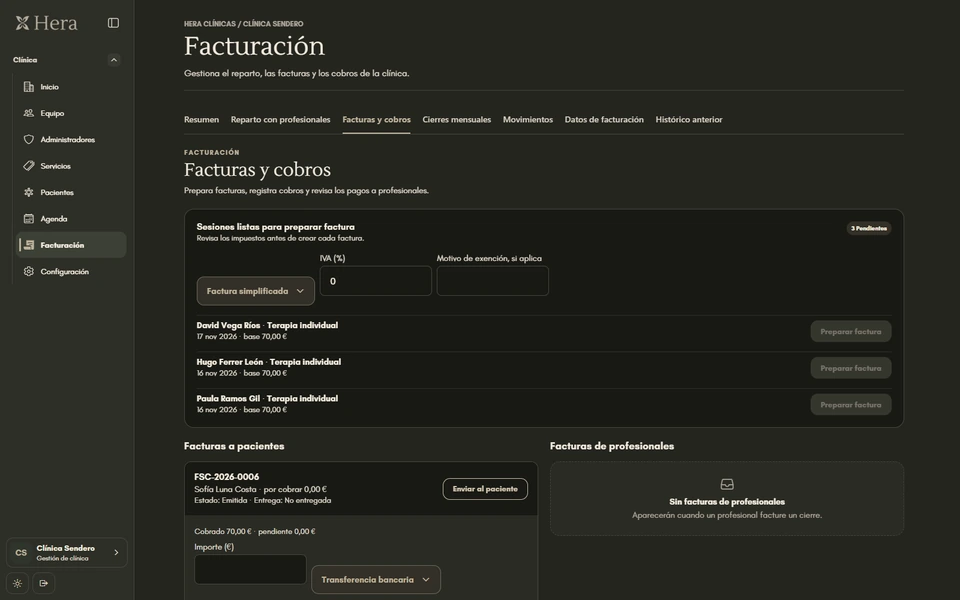 Hera
Clínica
Inicio
Equipo
Administradores
Servicios
Pacientes
Agenda
Facturación
Configuración
CS
Clínica Sendero
Gestión de clínica
HERA CLÍNICAS / CLÍNICA SENDERO
Facturación
Gestiona el reparto, las facturas y los cobros de la clínica.
Resumen
Reparto con profesionales
Facturas y cobros
Cierres mensuales
Movimientos
Datos de facturación
Histórico anterior
FACTURACIÓN
Facturas y cobros
Prepara facturas, registra cobros y revisa los pagos a profesionales.
Sesiones listas para preparar factura
Revisa los impuestos antes de crear cada factura.
3 Pendientes
Factura simplificada
IVA (%)
0
Motivo de exención, si aplica
David Vega Ríos · Terapia individual
17 nov 2026 · base 70,00 €
Preparar factura
Hugo Ferrer León · Terapia individual
16 nov 2026 · base 70,00 €
Preparar factura
Paula Ramos Gil · Terapia individual
16 nov 2026 · base 70,00 €
Preparar factura
Facturas a pacientes
FSC-2026-0006
Sofía Luna Costa · por cobrar 0,00 €
Estado: Emitida · Entrega: No entregada
Enviar al paciente
Cobrado 70,00 € · pendiente 0,00 €
Importe (€)
Transferencia bancaria
Facturas de profesionales
Sin facturas de profesionales
Aparecerán cuando un profesional facture un cierre.